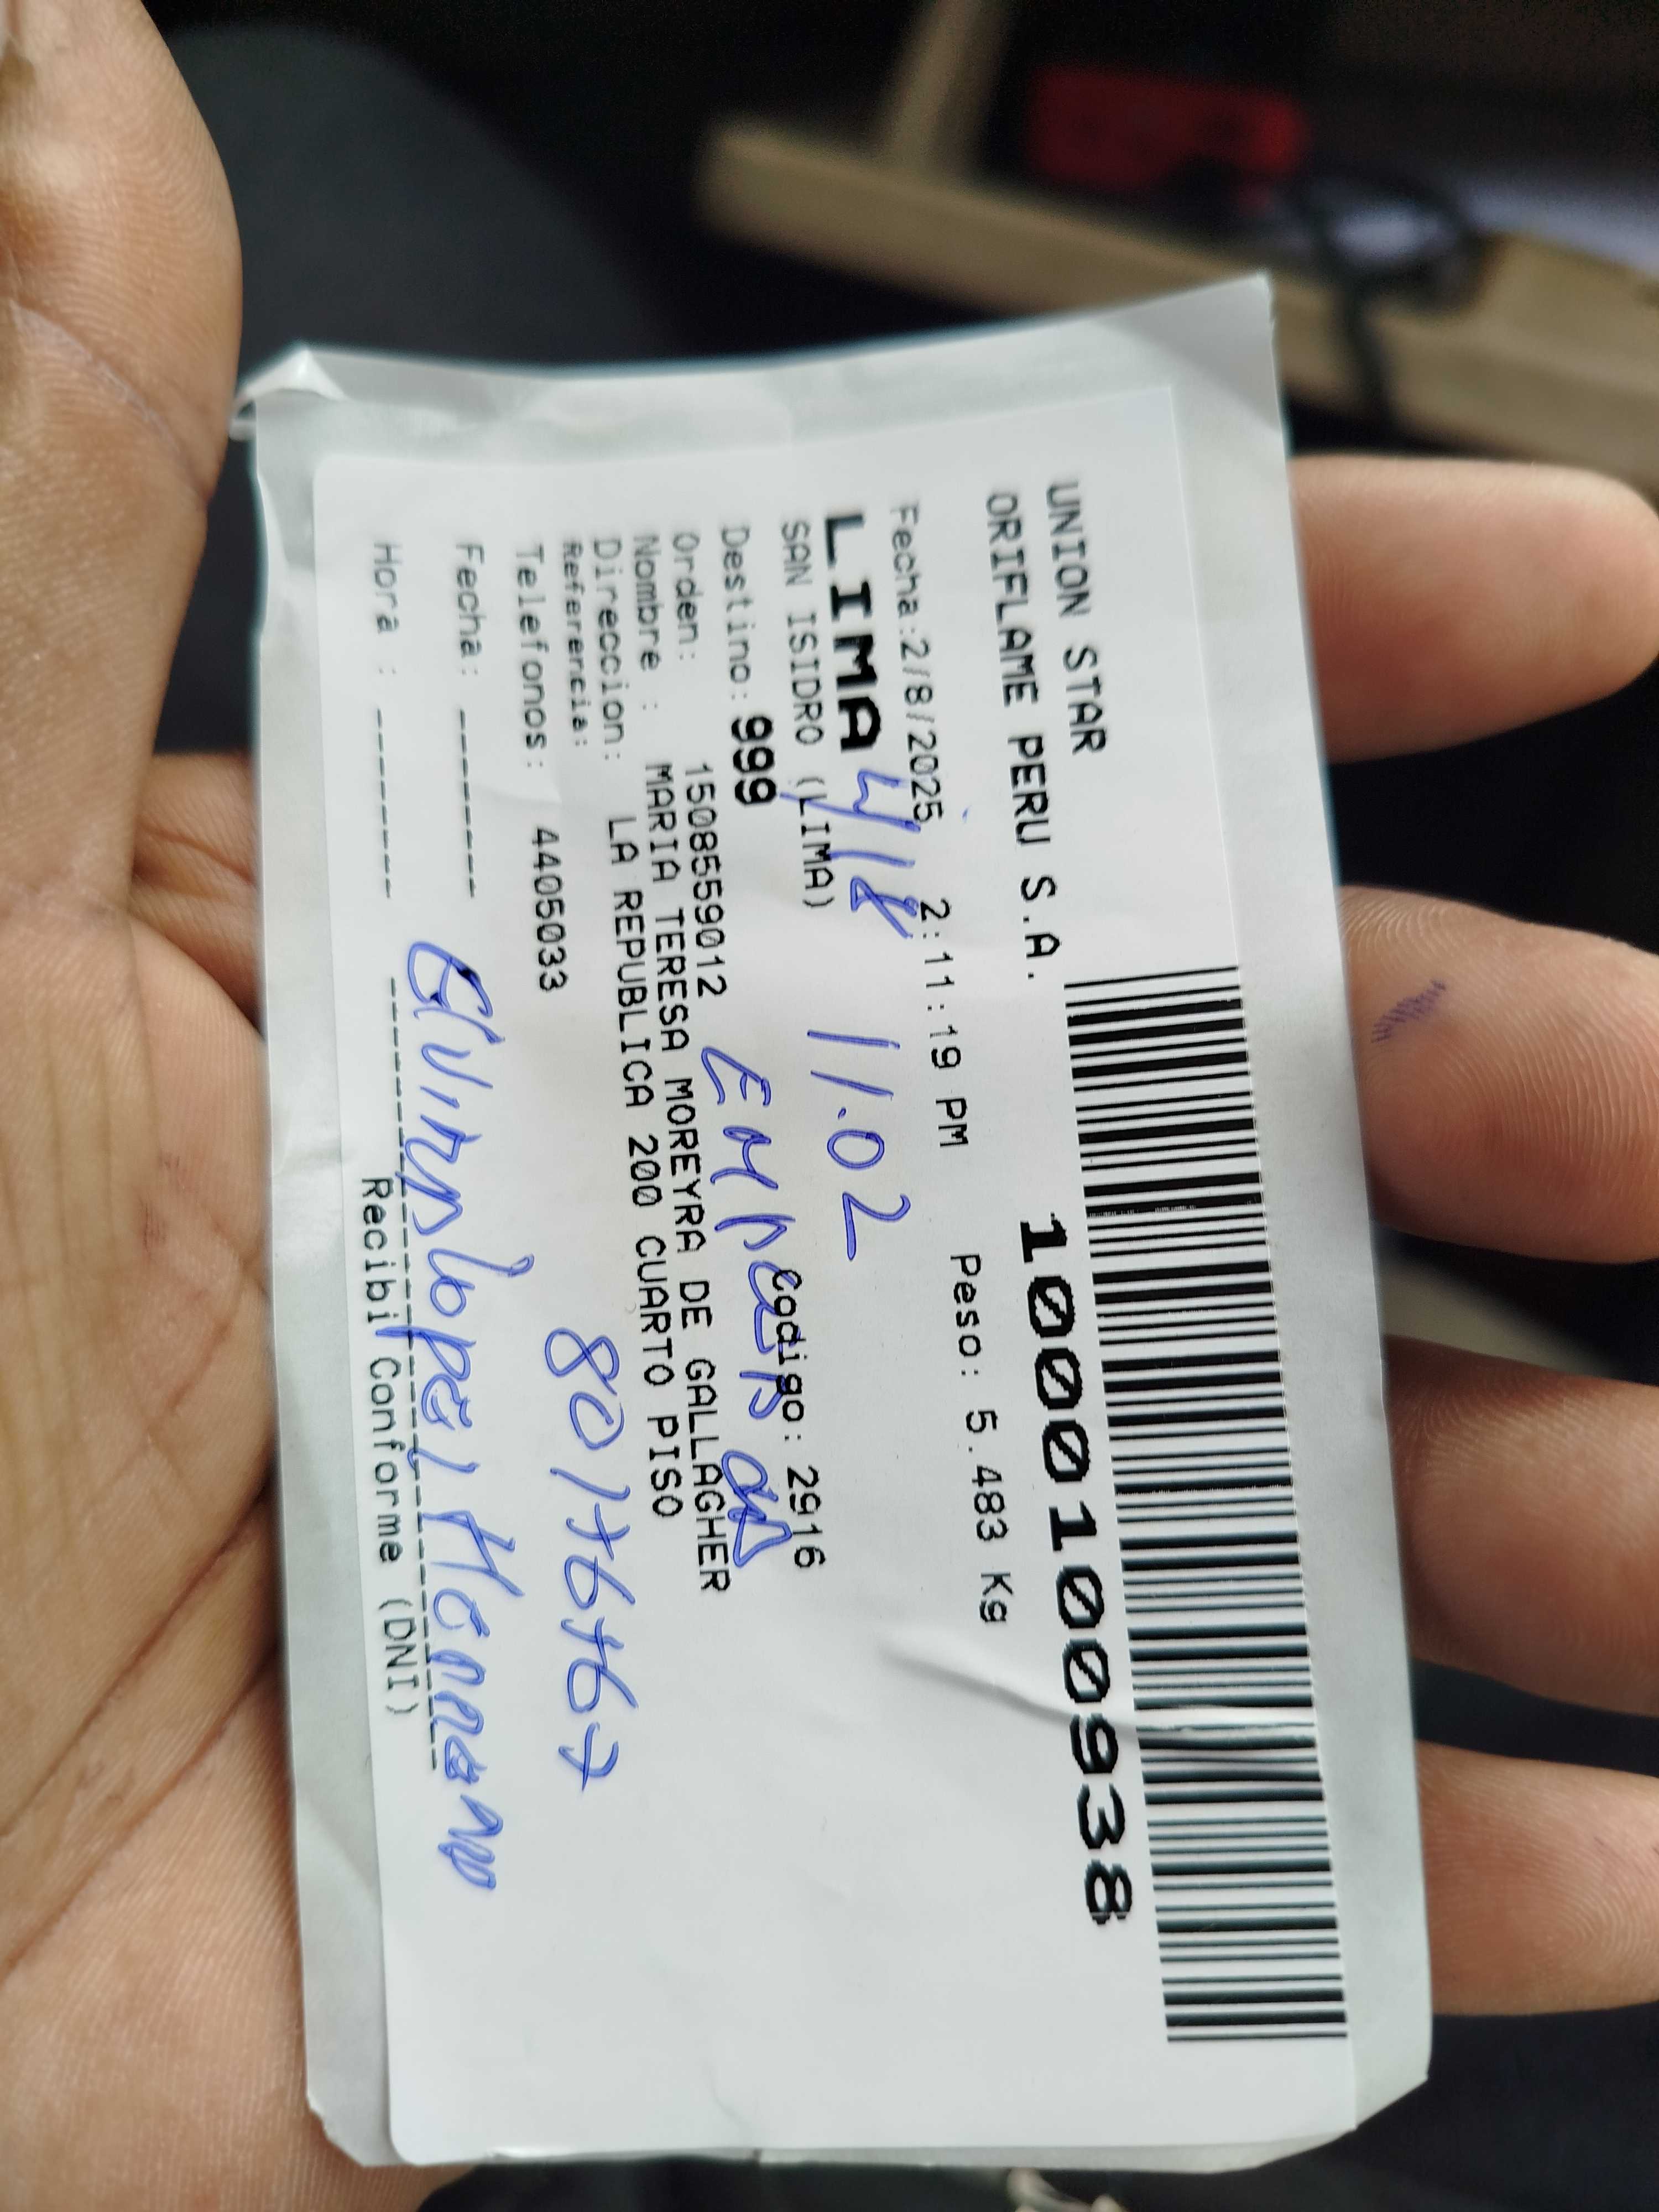 UNION STAR
ORIFLAME PERU S.A.
10001000938
Fecha:2/8/2025 2:11:19 PM Peso: 5.483 Kg
LIMA 4/8 11.02
SAN ISIDRO (LIMA)
Destino: 999 Codigo: 2916
Orden: 1508559012
Nombre : MARIA TERESA MOREYRA DE GALLAGHER
Direccion: LA REPUBLICA 200 CUARTO PISO
Referencia:
Telefonos: 4405033
80176767
Fecha: -------
Hora : -------
Recibi Conforme (DNI)